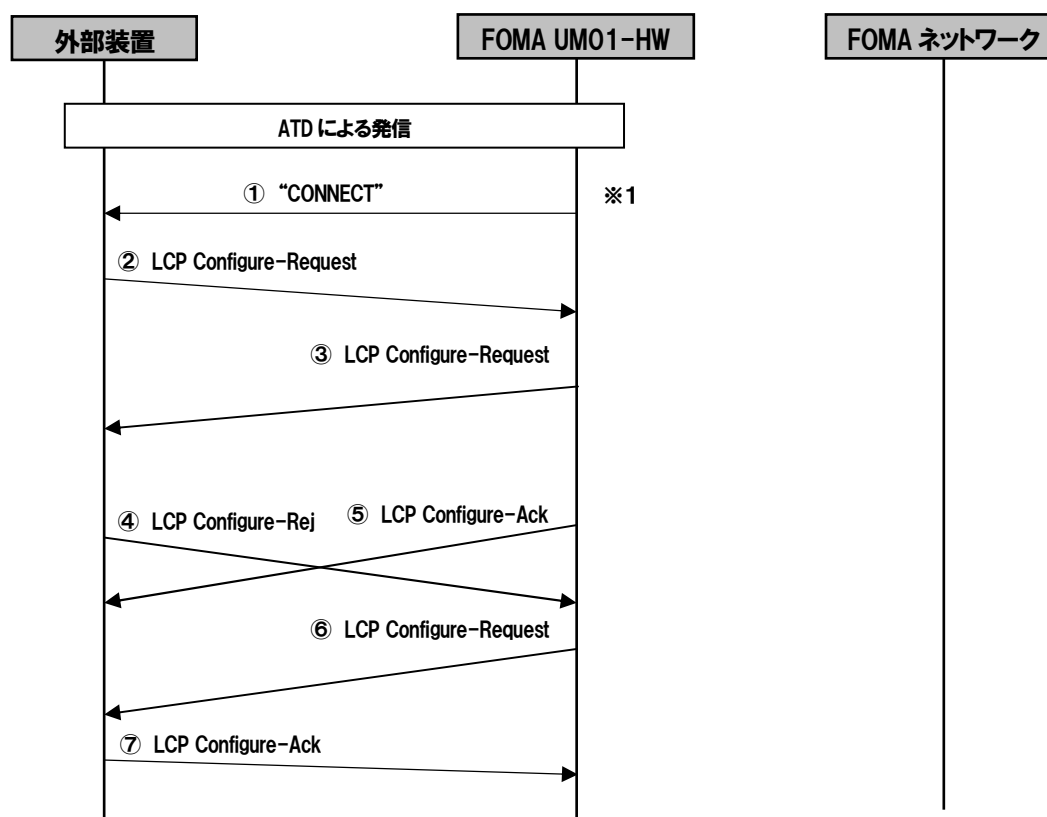 外部装置
FOMA UM01-HW
FOMA ネットワーク
ATD による発信
① “CONNECT”
※1
② LCP Configure-Request
③ LCP Configure-Request
④ LCP Configure-Rej
⑤ LCP Configure-Ack
⑥ LCP Configure-Request
⑦ LCP Configure-Ack